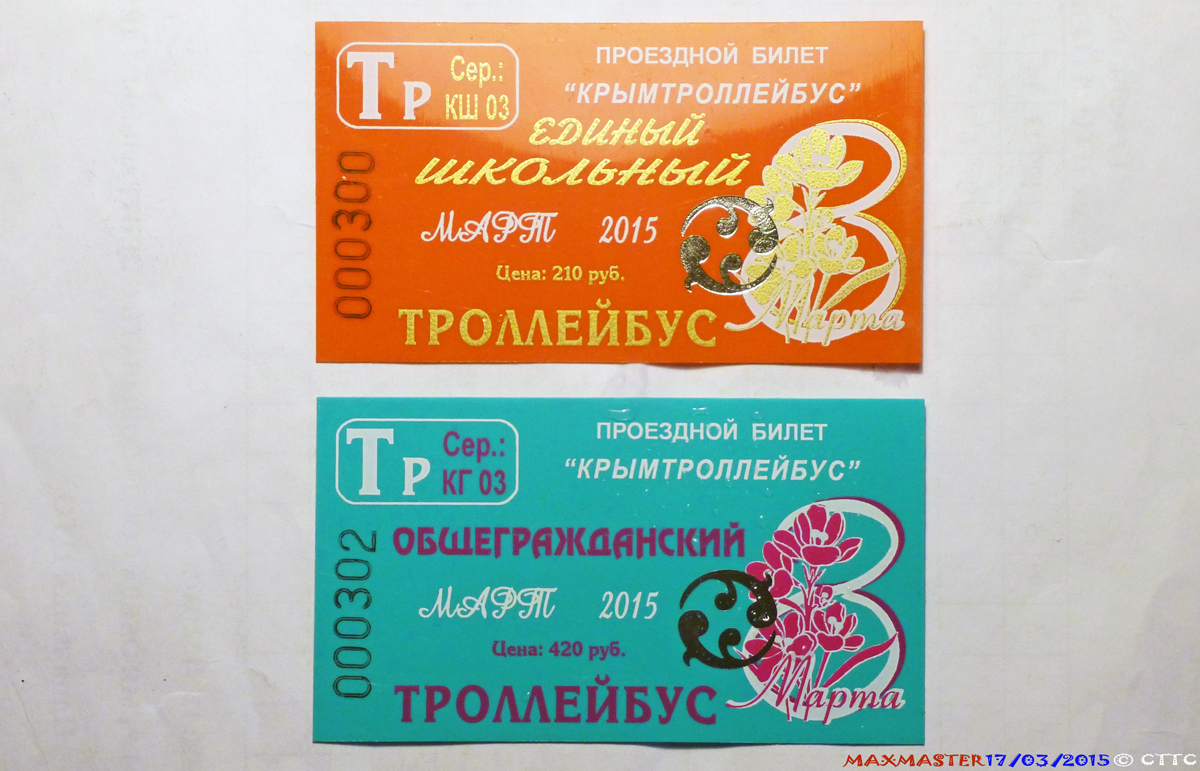 Тр
Сер.:
КШ 03
ПРОЕЗДНОЙ БИЛЕТ
“КРЫМТРОЛЛЕЙБУС”
ЕДИНЫЙ
ШКОЛЬНЫЙ
МАРТ 2015
Цена: 210 руб.
ТРОЛЛЕЙБУС
000300
8 Марта
Тр
Сер.:
КГ 03
ПРОЕЗДНОЙ БИЛЕТ
“КРЫМТРОЛЛЕЙБУС”
ОБЩЕГРАЖДАНСКИЙ
МАРТ 2015
Цена: 420 руб.
ТРОЛЛЕЙБУС
000302
8 Марта
MAXMASTER17/03/2015© СТТС